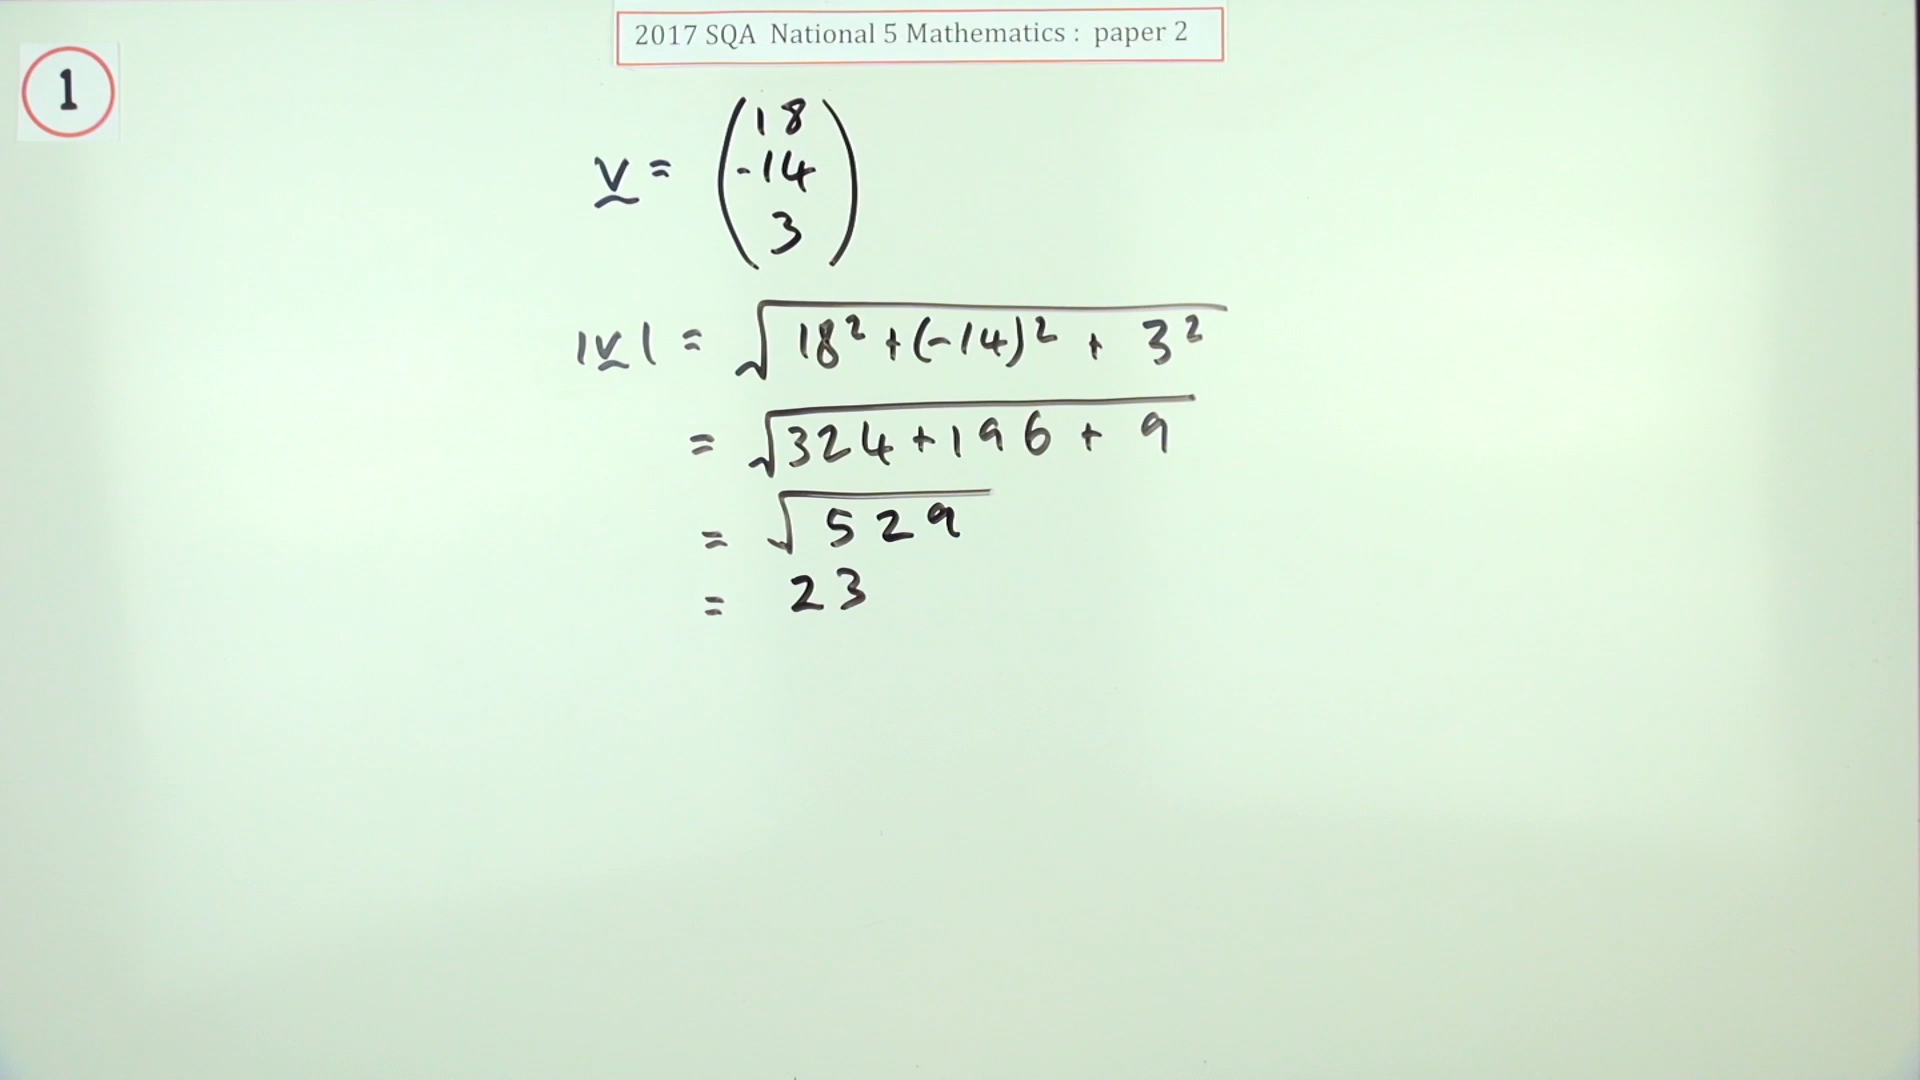 2017 SQA National 5 Mathematics : paper 2
1
v = (18
-14
3)
|v| = √18² + (-14)² + 3²
= √324 + 196 + 9
= √529
= 23